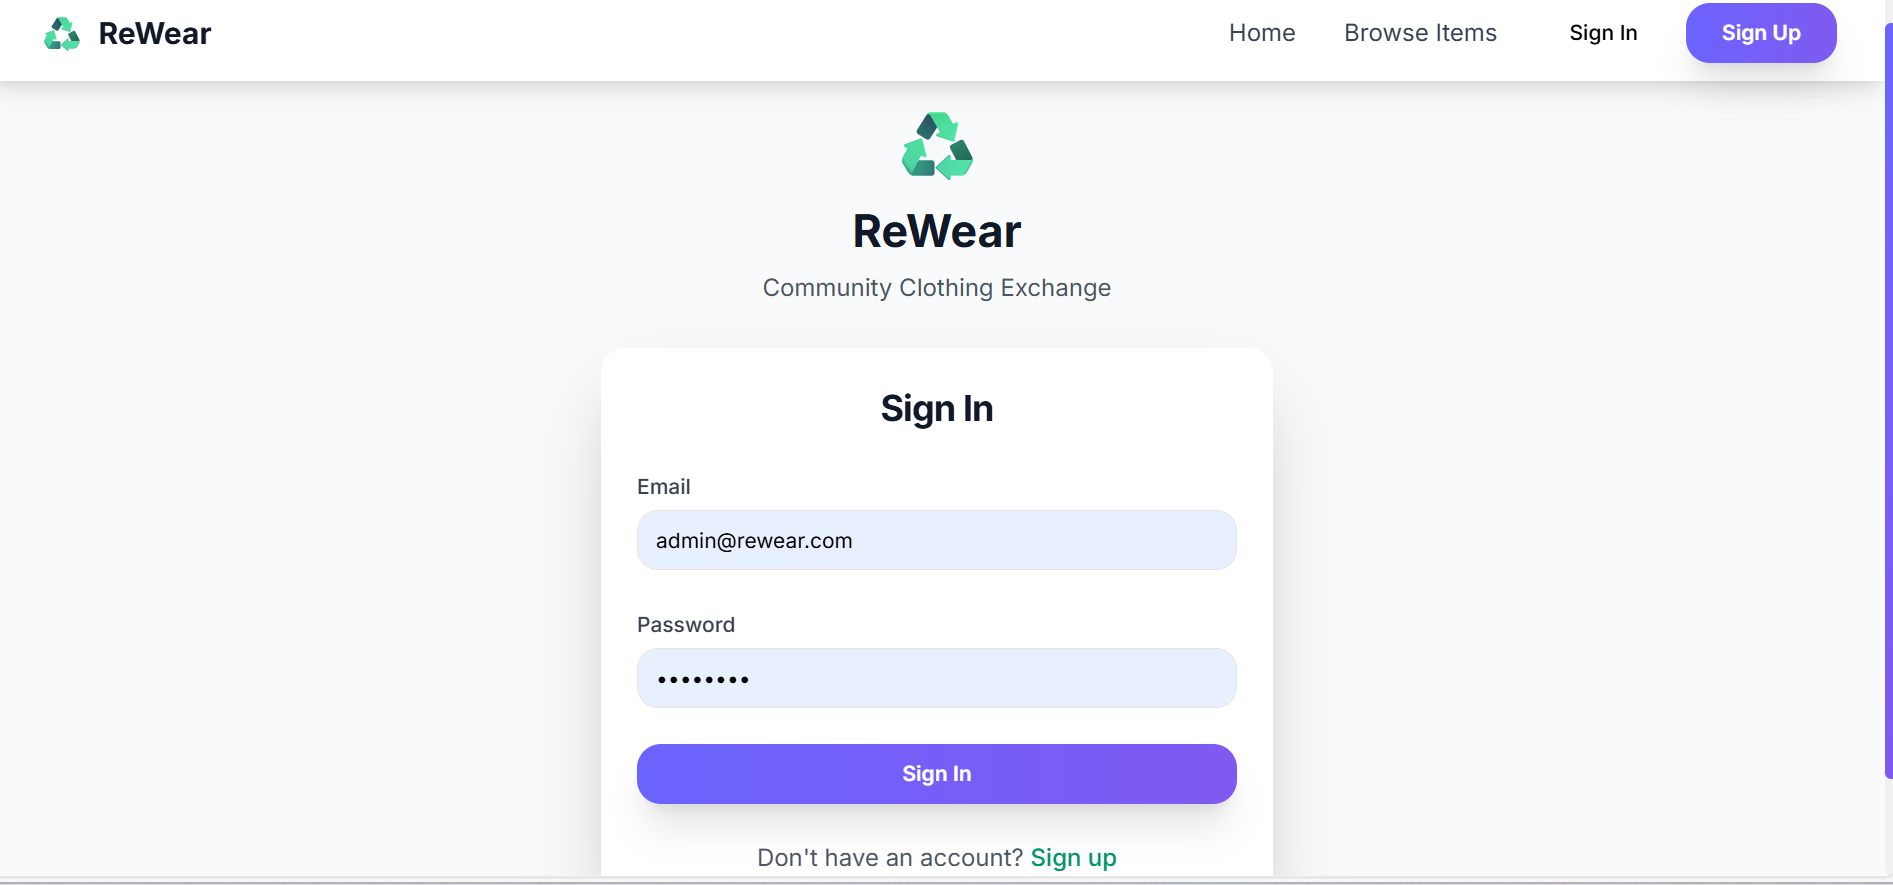 ReWear
Home
Browse Items
Sign In
Sign Up
ReWear
Community Clothing Exchange
Sign In
Email
admin@rewear.com
Password
••••••••
Sign In
Don't have an account? Sign up